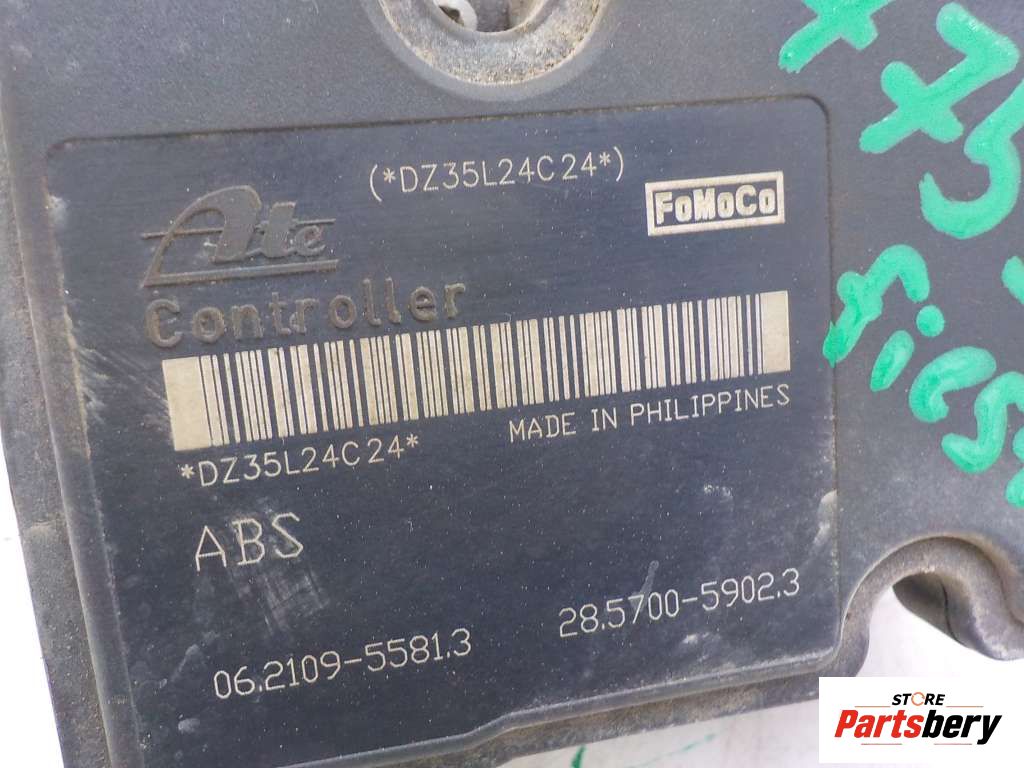 (*DZ35L24C24*)
Ate
FoMoCo
Controller
*DZ35L24C24*
MADE IN PHILIPPINES
ABS
06.2109-5581.3
28.5700-5902.3
STORE
Partsbery